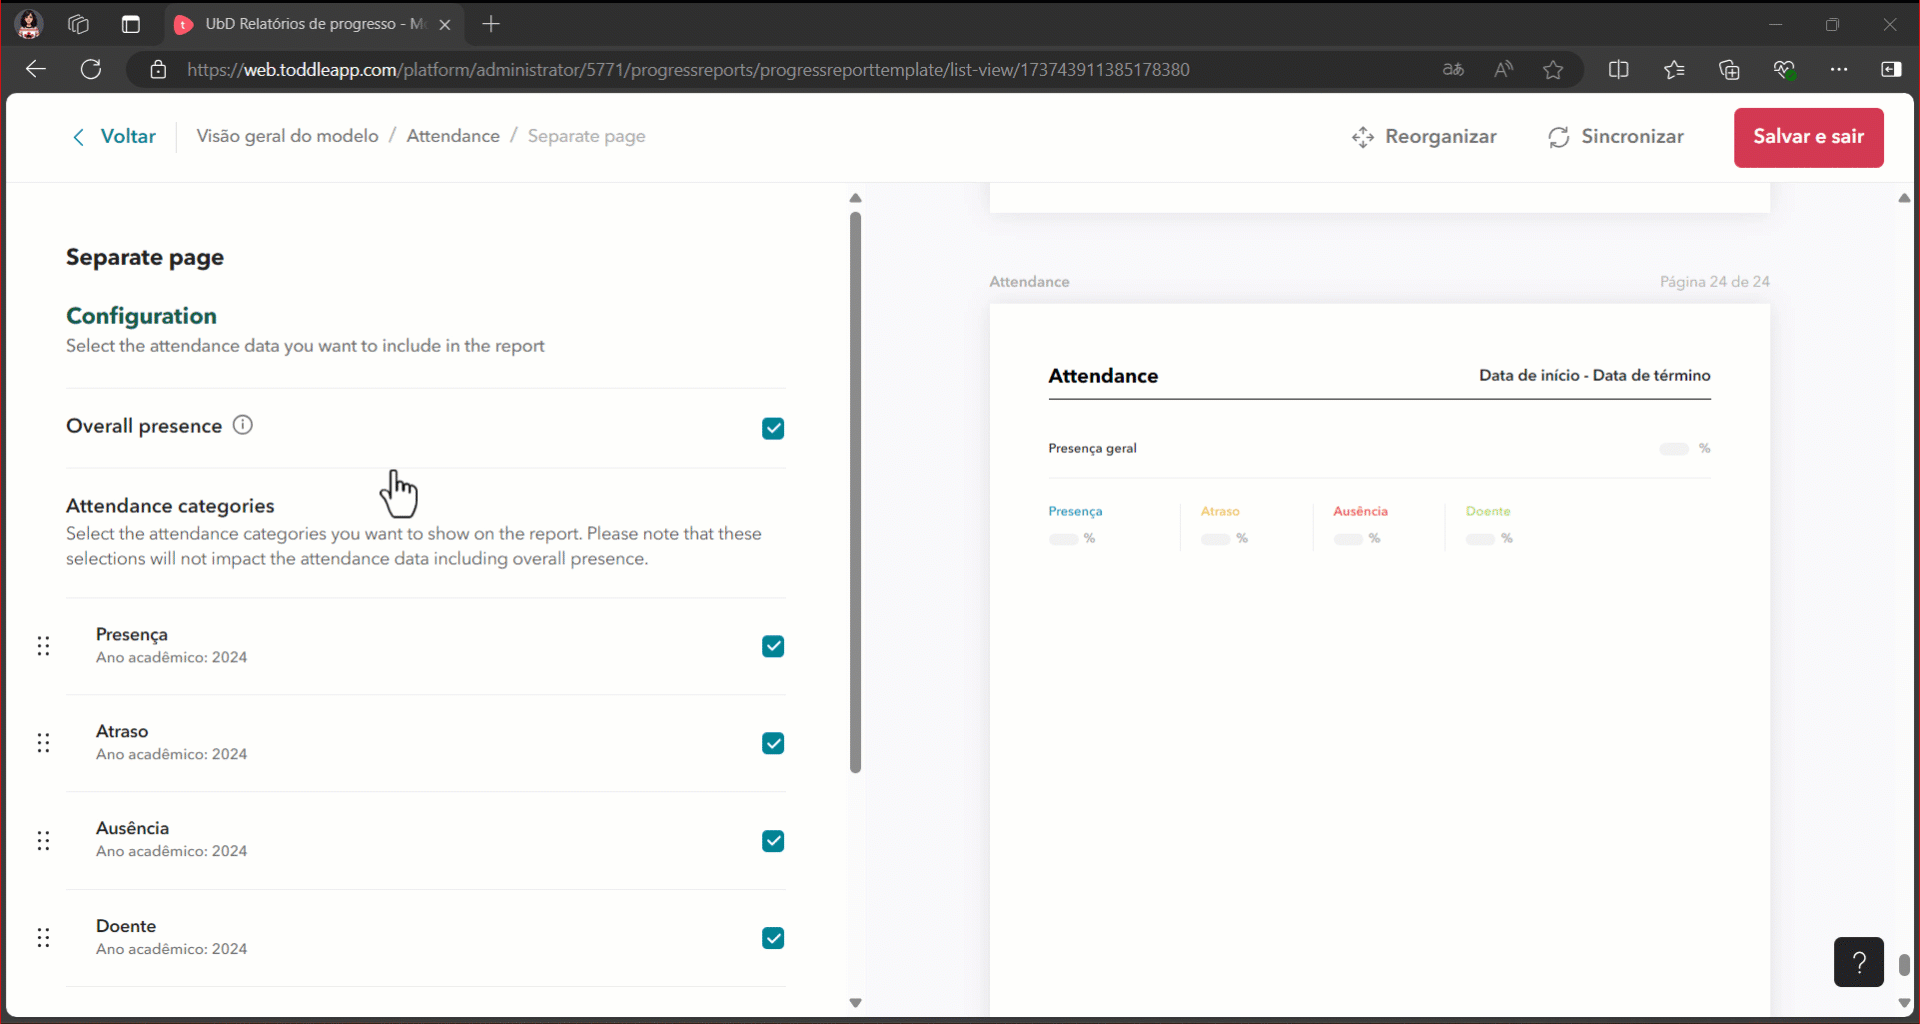 UbD Relatórios de progresso - M
https://web.toddleapp.com/platform/administrator/5771/progressreports/progressreporttemplate/list-view/173743911385178380
Voltar
Visão geral do modelo / Attendance / Separate page
Reorganizar
Sincronizar
Salvar e sair
Separate page
Configuration
Select the attendance data you want to include in the report
Overall presence
Attendance categories
Select the attendance categories you want to show on the report. Please note that these
selections will not impact the attendance data including overall presence.
Presença
Ano acadêmico: 2024
Atraso
Ano acadêmico: 2024
Ausência
Ano acadêmico: 2024
Doente
Ano acadêmico: 2024
Attendance
Página 24 de 24
Attendance
Data de início - Data de término
Presença geral
%
Presença
Atraso
Ausência
Doente
%
%
%
%
?